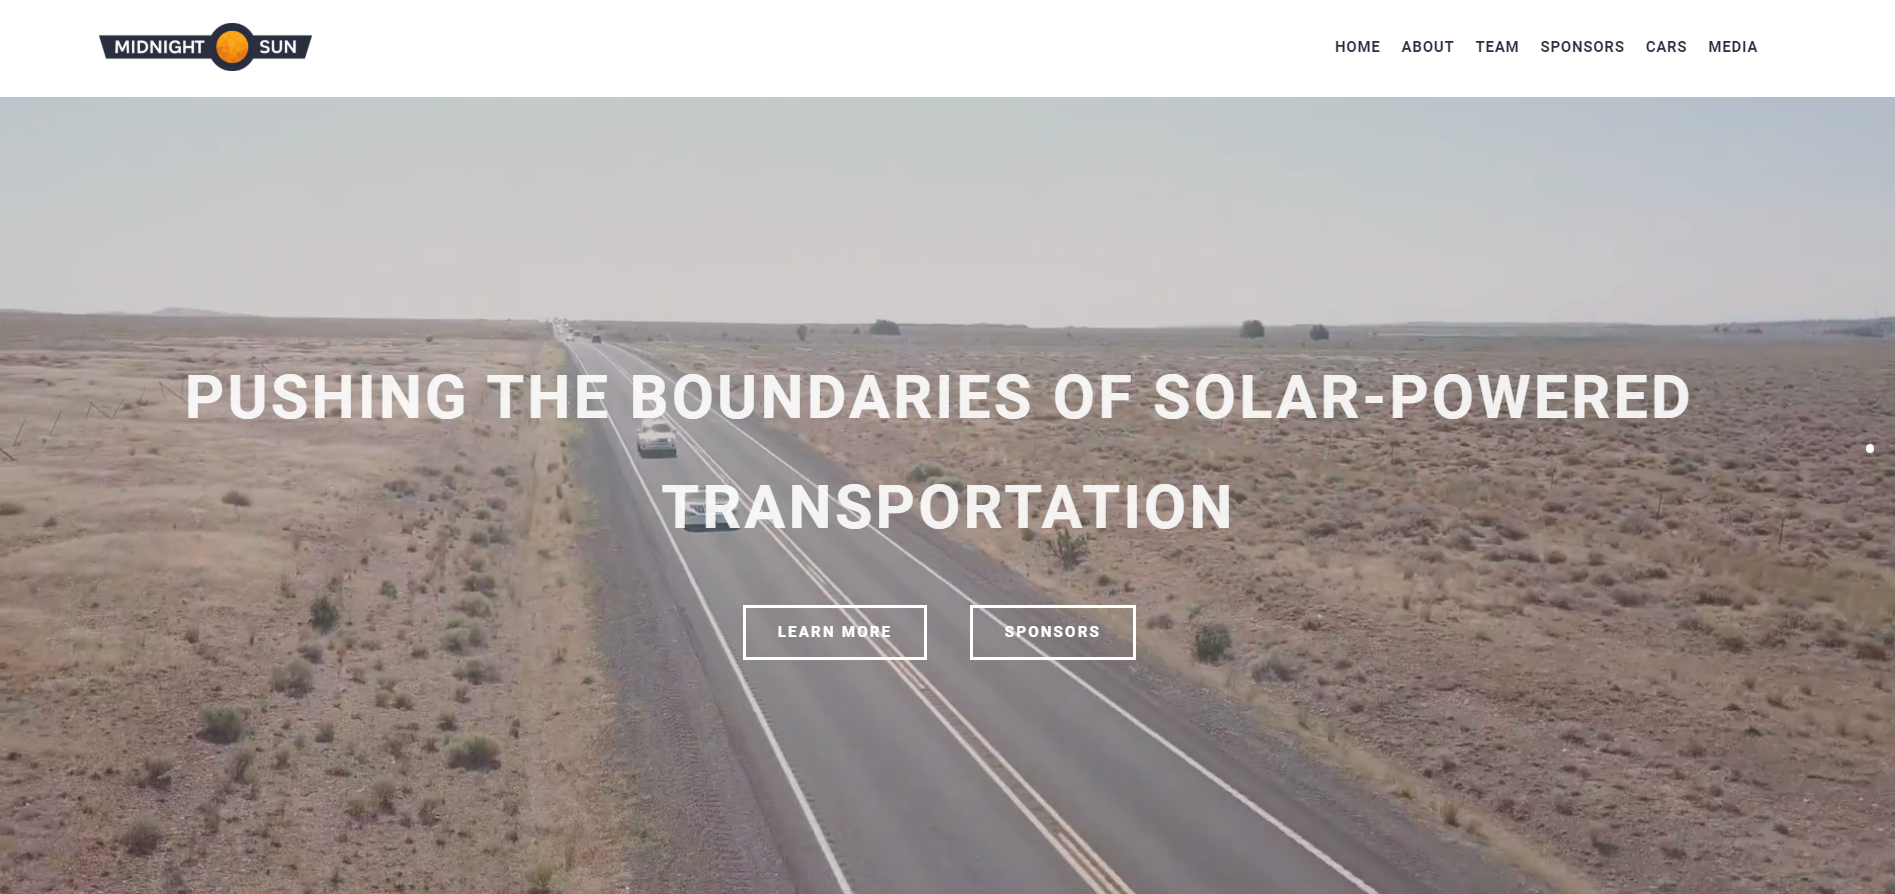 MIDNIGHT SUN
HOME ABOUT TEAM SPONSORS CARS MEDIA
PUSHING THE BOUNDARIES OF SOLAR-POWERED
TRANSPORTATION
LEARN MORE
SPONSORS